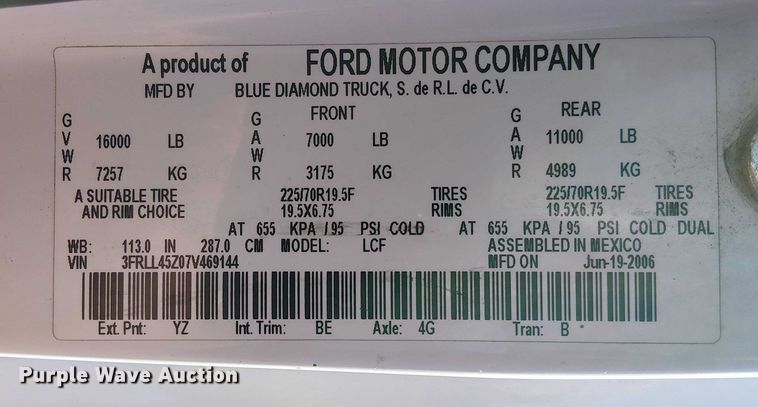 A product of FORD MOTOR COMPANY
MFD BY BLUE DIAMOND TRUCK, S. de R.L. de C.V.
FRONT REAR
GVWR 16000 LB GAWR 7000 LB GAWR 11000 LB
7257 KG 3175 KG 4989 KG
A SUITABLE TIRE 225/70R19.5F TIRES 225/70R19.5F TIRES
AND RIM CHOICE 19.5X6.75 RIMS 19.5X6.75 RIMS
AT 655 KPA / 95 PSI COLD AT 655 KPA / 95 PSI COLD DUAL
WB: 113.0 IN 287.0 CM MODEL: LCF ASSEMBLED IN MEXICO
VIN 3FRLL45Z07V469144 MFD ON Jun-19-2006
Ext. Pnt: YZ Int. Trim: BE Axle: 4G Tran: B
Purple Wave Auction